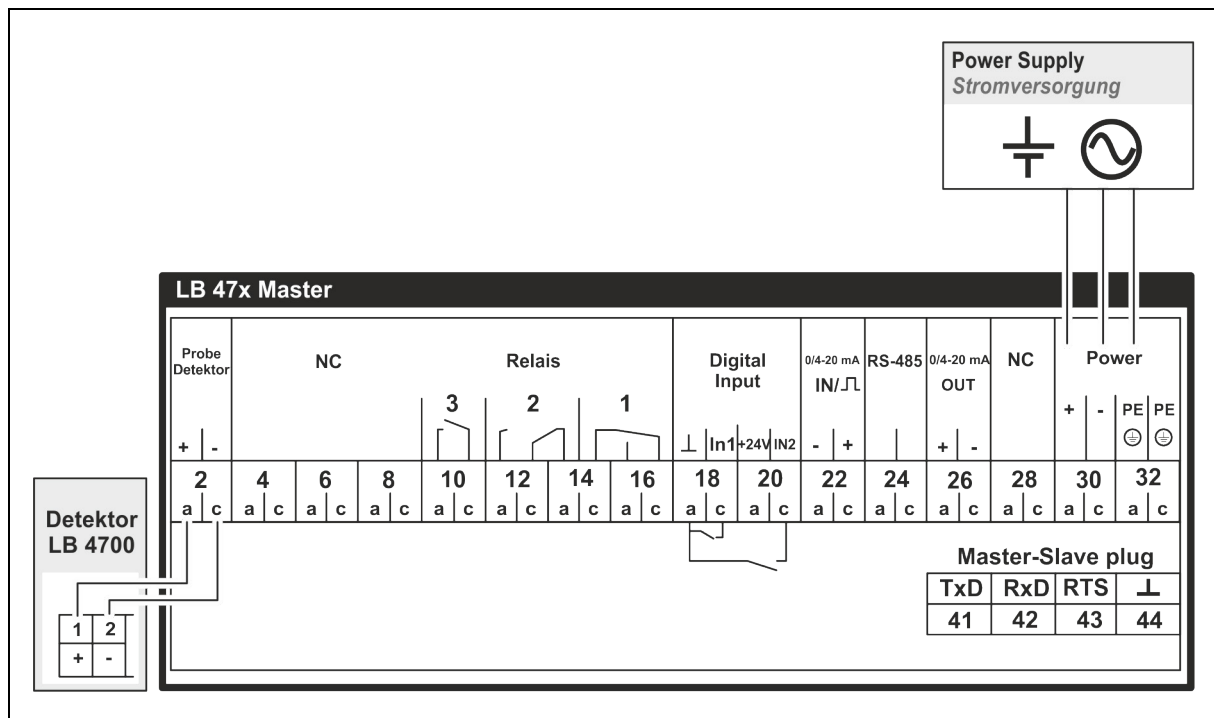 Power Supply
Stromversorgung
LB 47x Master
Probe Detektor
NC
Relais
Digital Input
0/4-20 mA IN/
RS-485
0/4-20 mA OUT
NC
Power
3 2 1
+ - PE PE
+ - ⊥ In1 +24V IN2 - + + -
2 4 6 8 10 12 14 16 18 20 22 24 26 28 30 32
a c a c a c a c a c a c a c a c a c a c a c a c a c a c a c a c
Detektor
LB 4700
1 2
+ -
Master-Slave plug
TxD RxD RTS ⊥
41 42 43 44